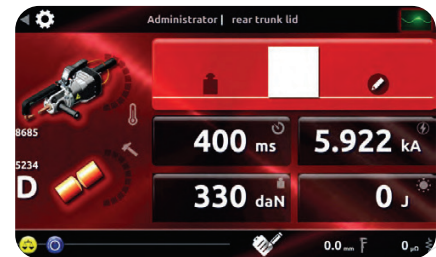 Administrator | rear trunk lid
8685
400 ms 5.922 kA
5234
D
330 daN 0 J
0.0 mm 0 µΩ